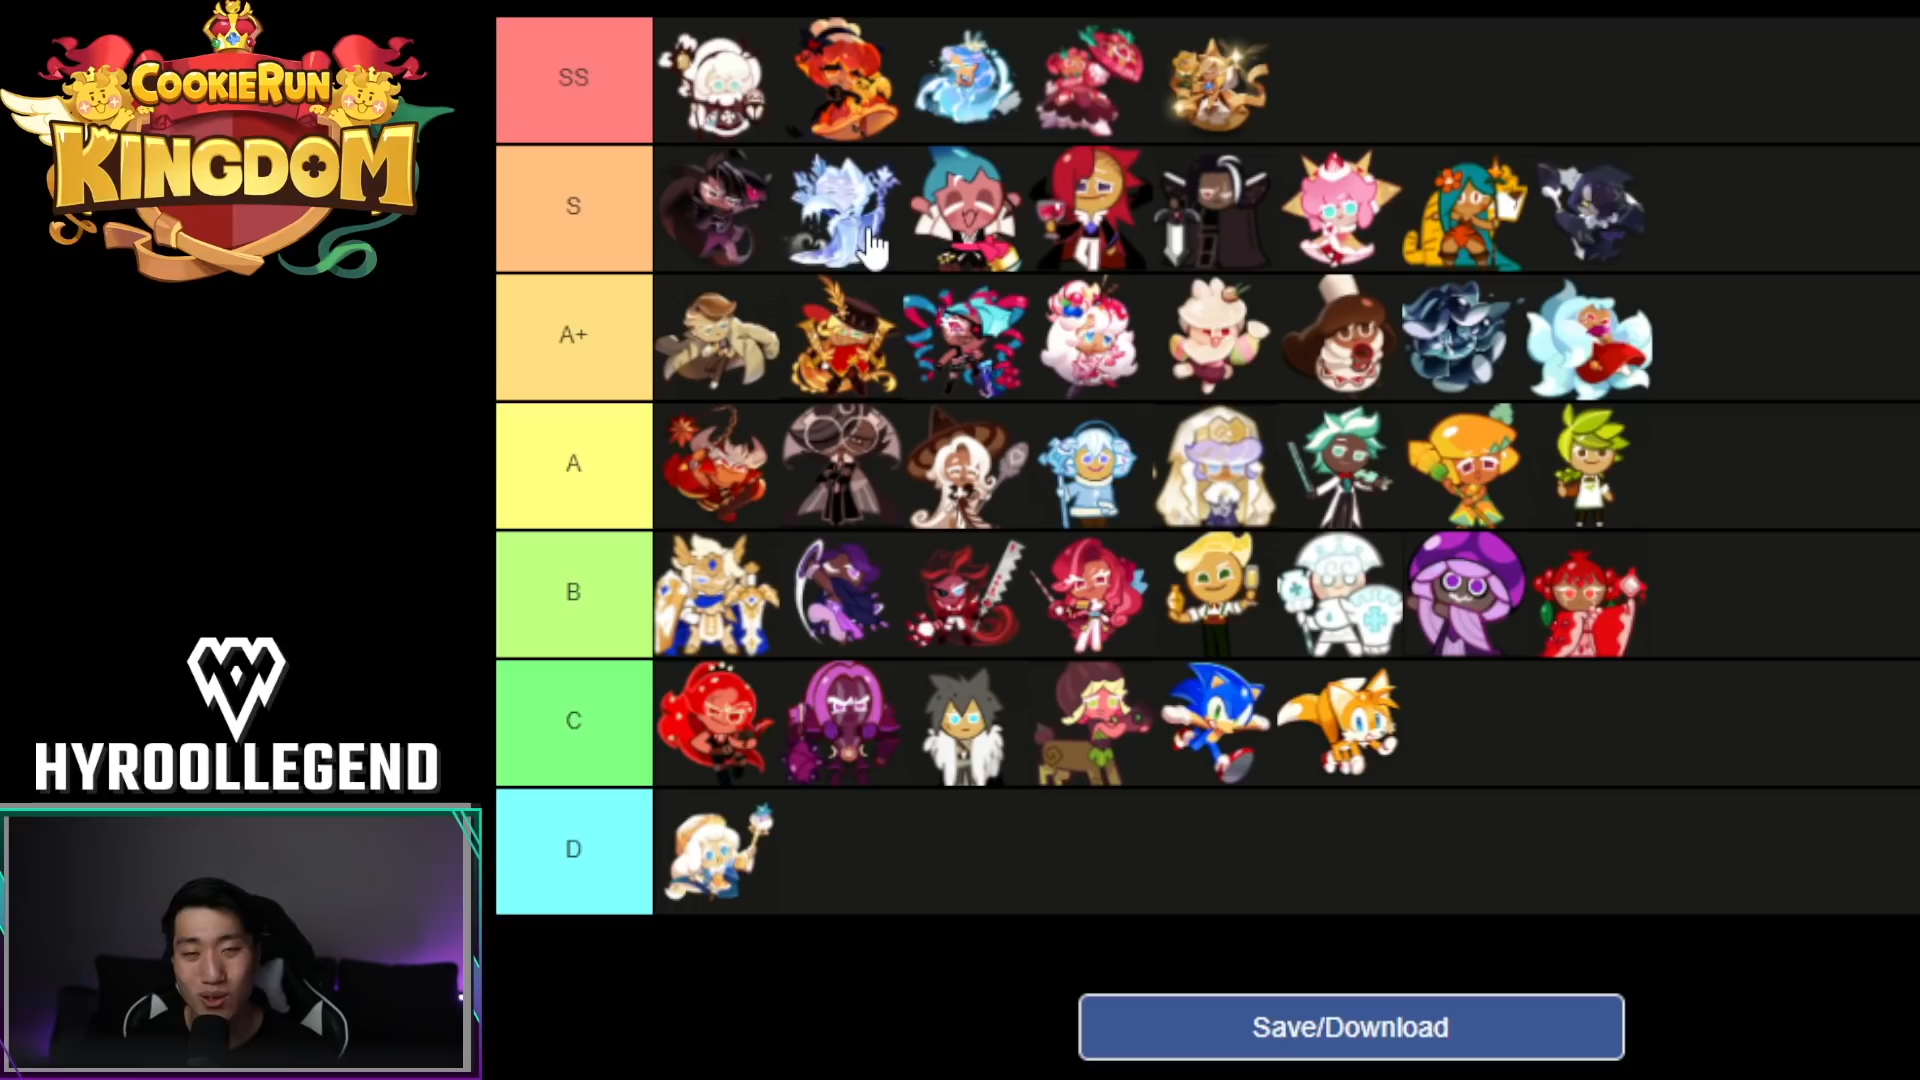 COOKIERUN
KINGDOM
SS
S
A+
A
B
C
D
HYROOLLEGEND
Save/Download